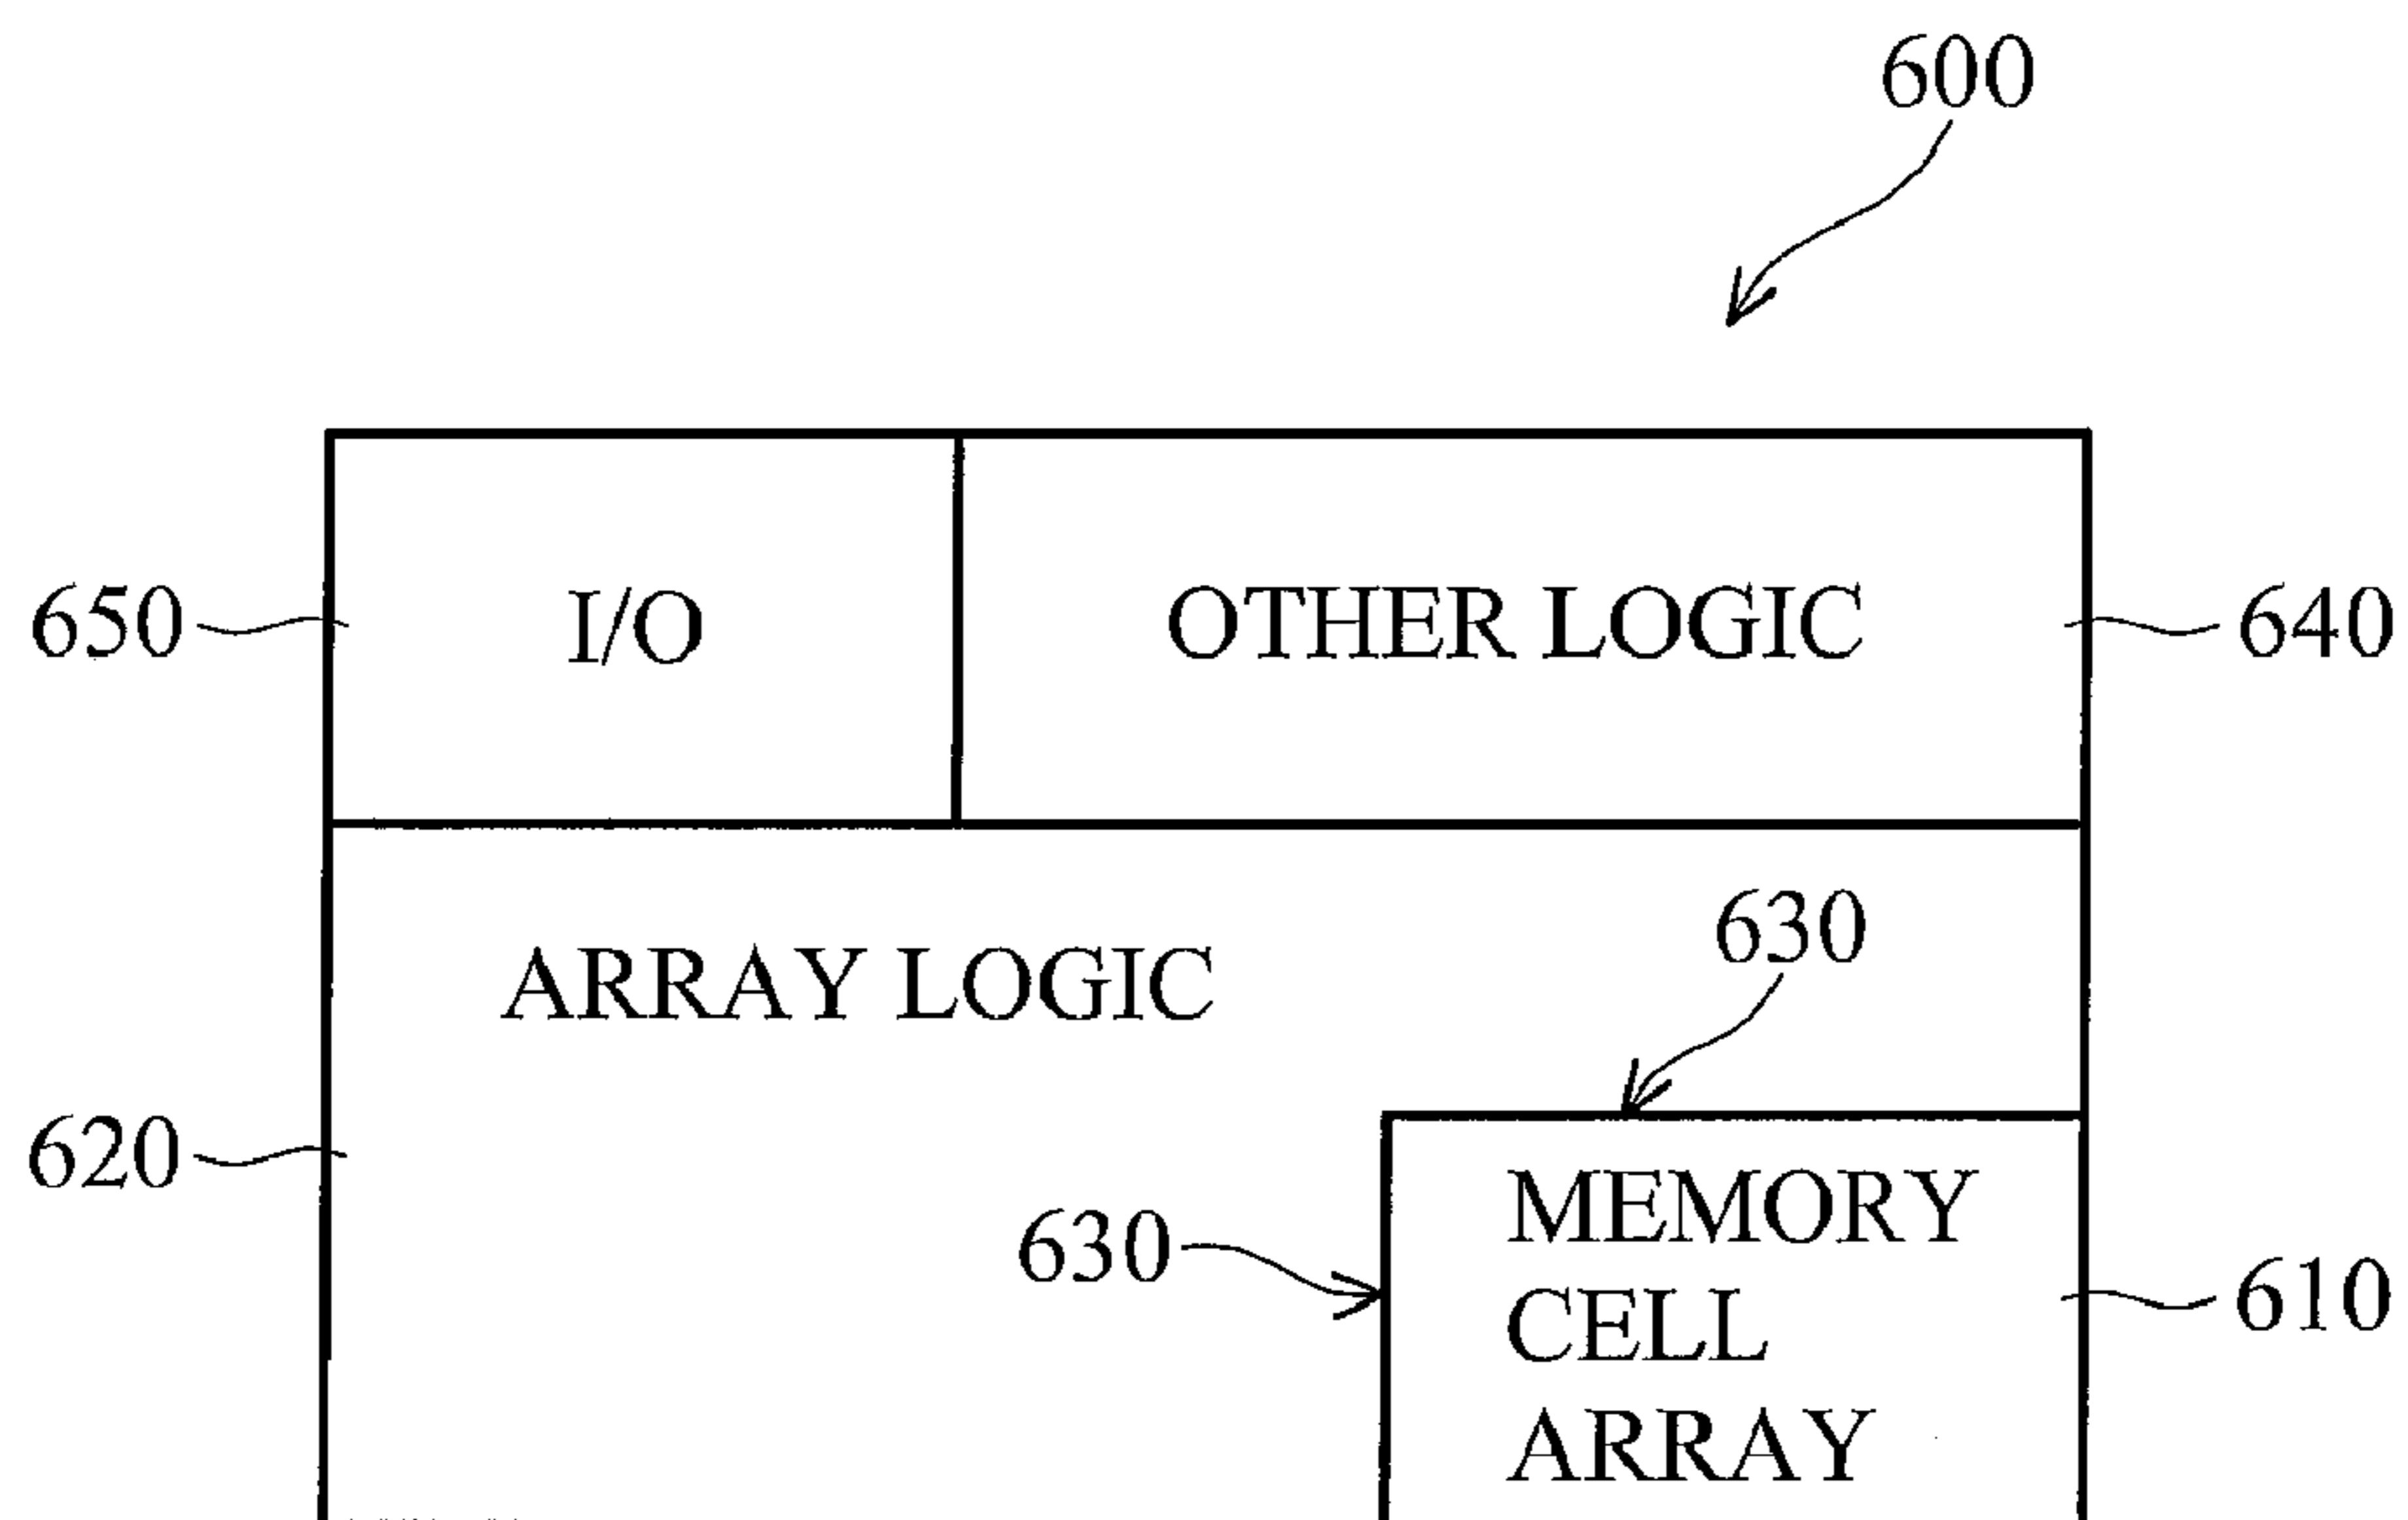 600
650
I/O
OTHER LOGIC
640
630
ARRAY LOGIC
620
630
MEMORY
CELL
ARRAY
610